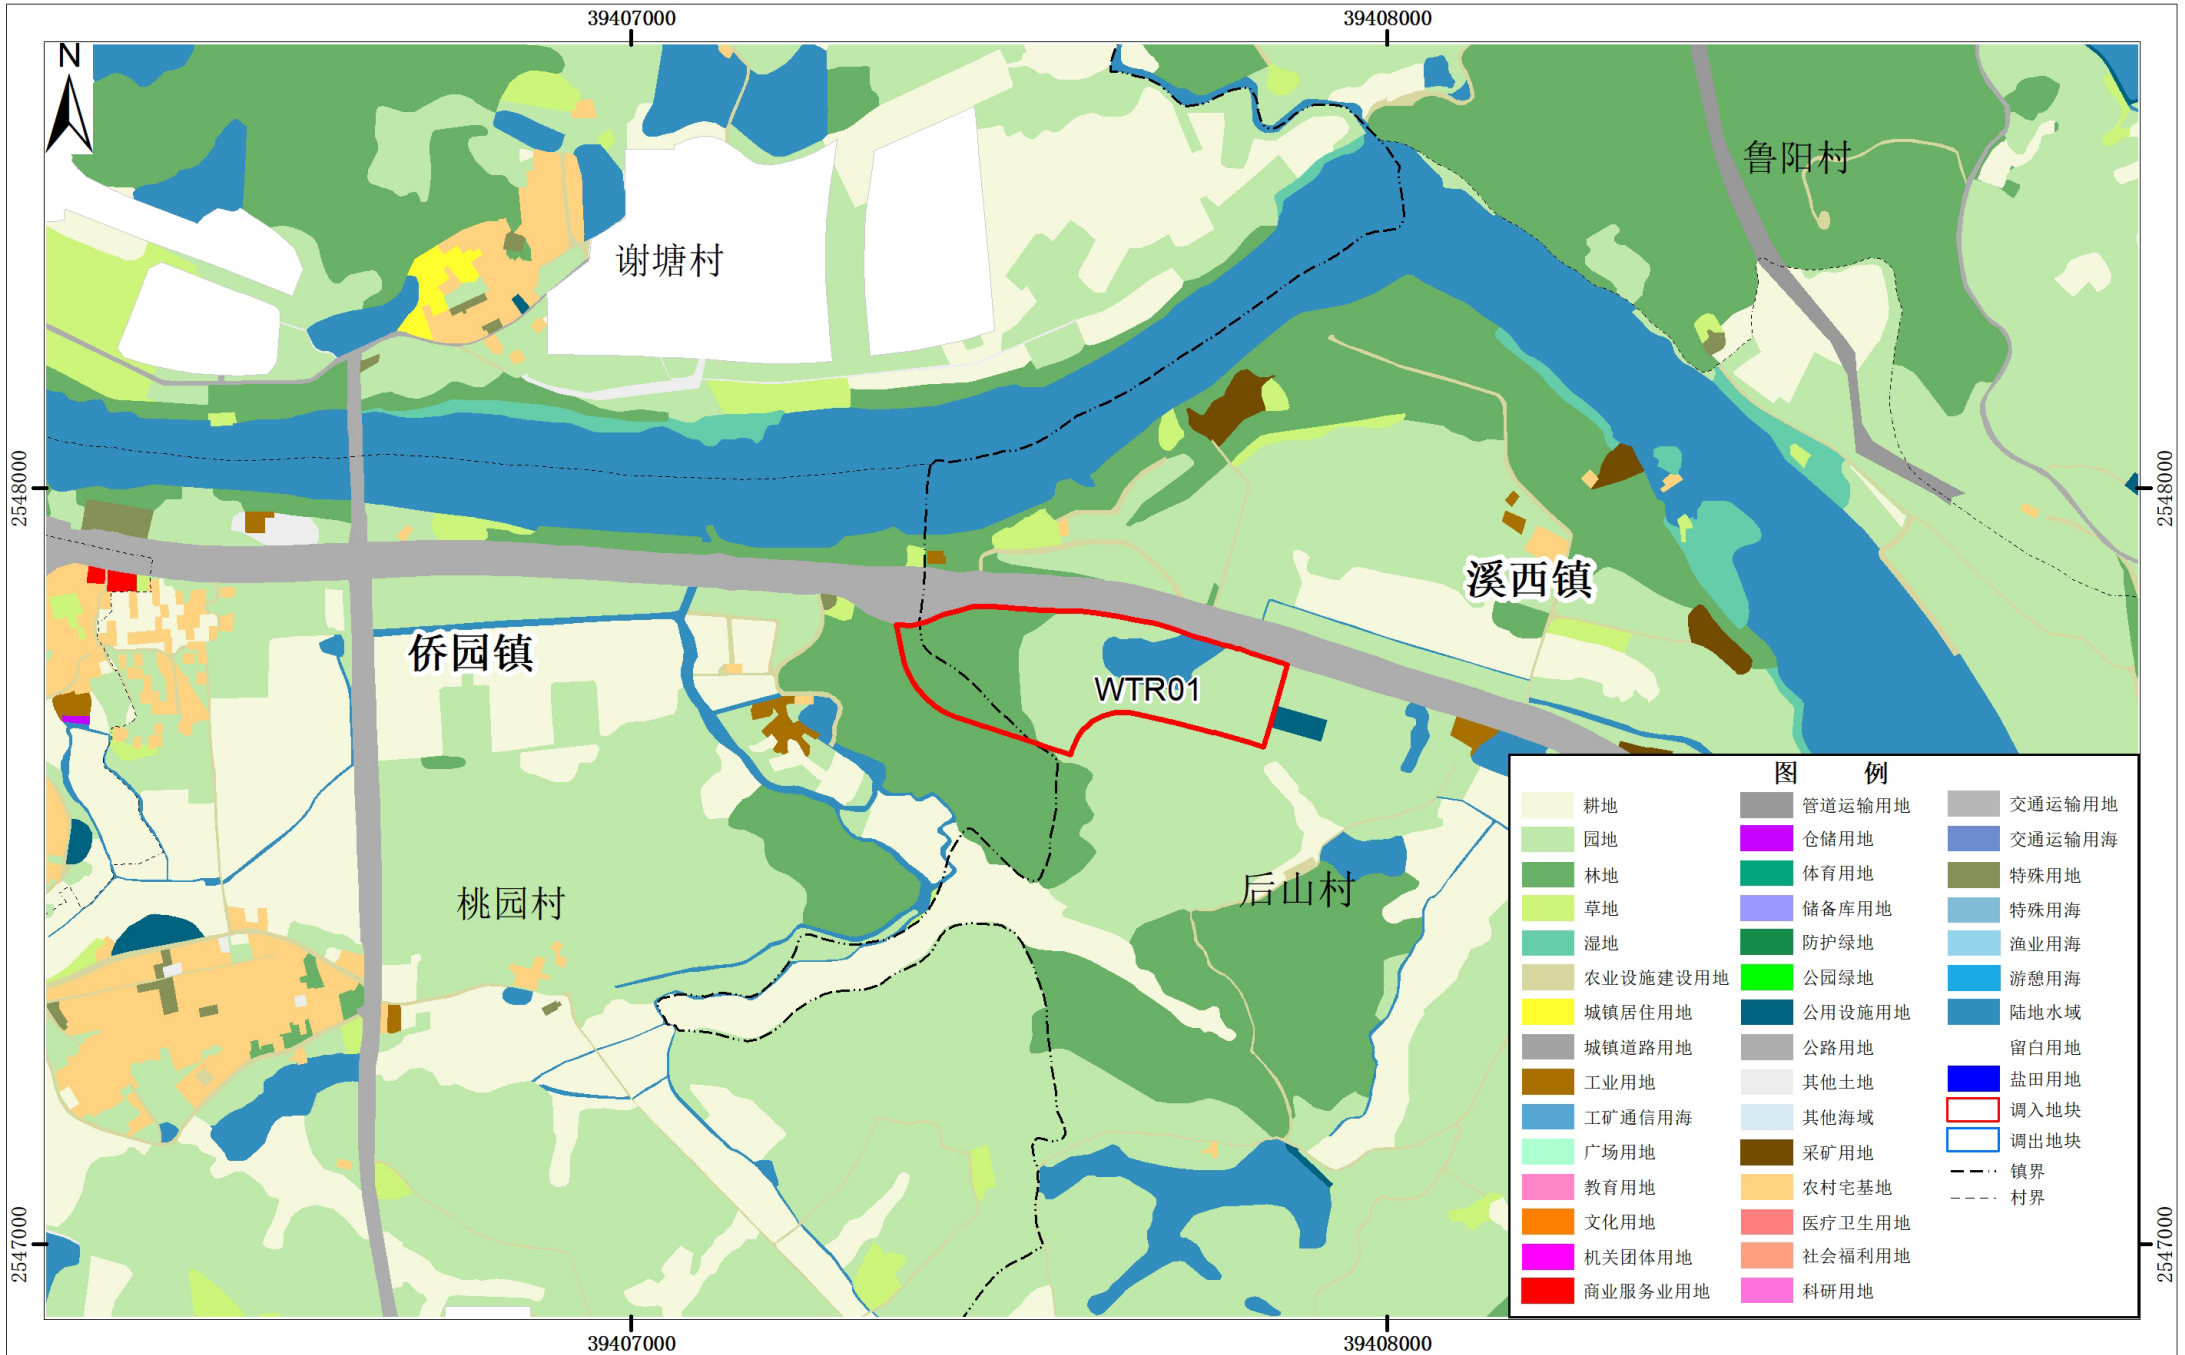 39407000
39408000
N
鲁阳村
谢塘村
2548000
2548000
溪西镇
侨园镇
WTR01
桃园村
后山村
图 例
耕地
园地
林地
草地
湿地
农业设施建设用地
城镇居住用地
城镇道路用地
工业用地
工矿通信用海
广场用地
教育用地
文化用地
机关团体用地
商业服务业用地
管道运输用地
仓储用地
体育用地
储备库用地
防护绿地
公园绿地
公用设施用地
公路用地
其他土地
其他海域
采矿用地
农村宅基地
医疗卫生用地
社会福利用地
科研用地
交通运输用地
交通运输用海
特殊用地
特殊用海
渔业用海
游憩用海
陆地水域
留白用地
盐田用地
调入地块
调出地块
镇界
村界
2547000
2547000
39407000
39408000